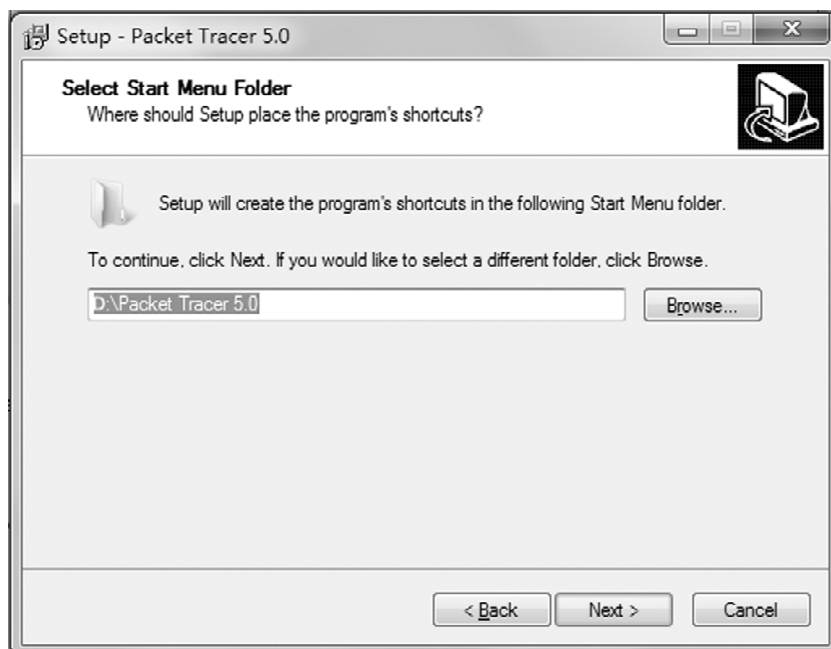 Setup - Packet Tracer 5.0
Select Start Menu Folder
Where should Setup place the program's shortcuts?
Setup will create the program's shortcuts in the following Start Menu folder.
To continue, click Next. If you would like to select a different folder, click Browse.
D:\Packet Tracer 5.0
Browse...
< Back
Next >
Cancel